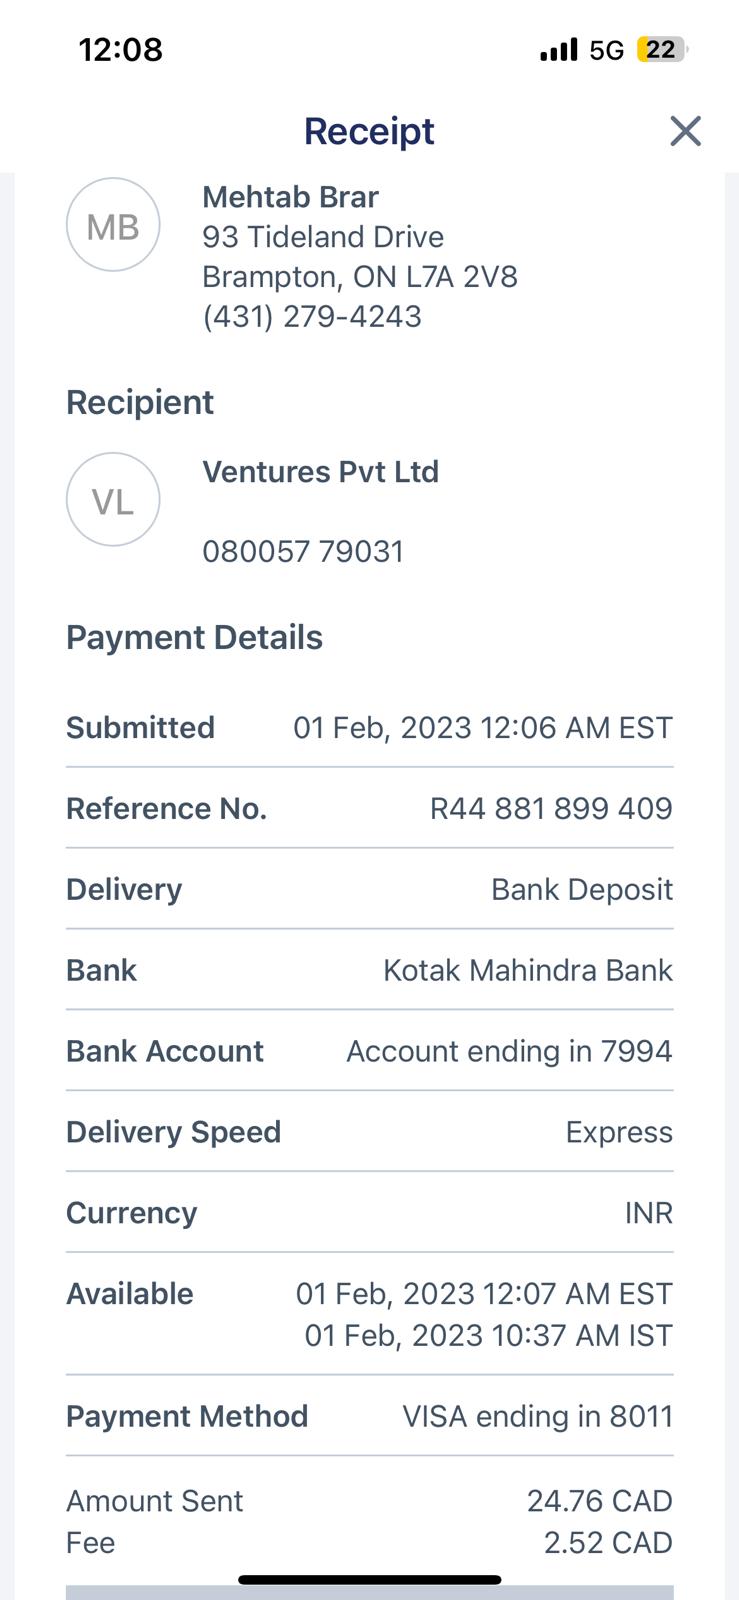 12:08
5G 22
Receipt
MB
Mehtab Brar
93 Tideland Drive
Brampton, ON L7A 2V8
(431) 279-4243
Recipient
VL
Ventures Pvt Ltd
080057 79031
Payment Details
Submitted 01 Feb, 2023 12:06 AM EST
Reference No. R44 881 899 409
Delivery Bank Deposit
Bank Kotak Mahindra Bank
Bank Account Account ending in 7994
Delivery Speed Express
Currency INR
Available 01 Feb, 2023 12:07 AM EST
01 Feb, 2023 10:37 AM IST
Payment Method VISA ending in 8011
Amount Sent 24.76 CAD
Fee 2.52 CAD